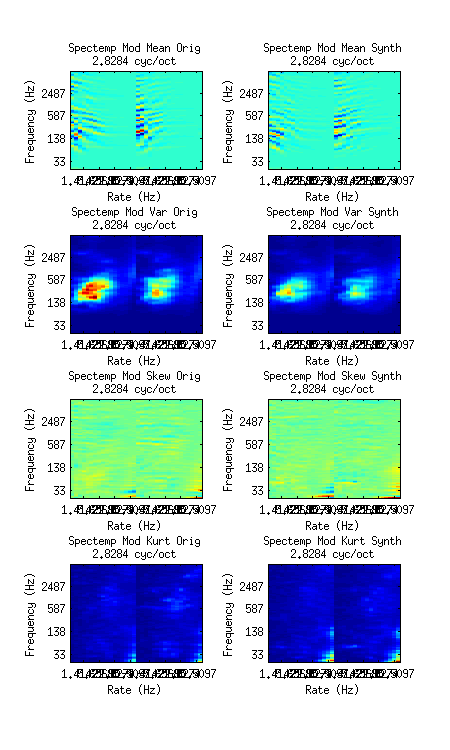 Spectemp Mod Mean Orig
2.8284 cyc/oct
Frequency (Hz)
2487
587
138
33
Rate (Hz)
Spectemp Mod Mean Synth
2.8284 cyc/oct
Frequency (Hz)
2487
587
138
33
Rate (Hz)
Spectemp Mod Var Orig
2.8284 cyc/oct
Frequency (Hz)
2487
587
138
33
Rate (Hz)
Spectemp Mod Var Synth
2.8284 cyc/oct
Frequency (Hz)
2487
587
138
33
Rate (Hz)
Spectemp Mod Skew Orig
2.8284 cyc/oct
Frequency (Hz)
2487
587
138
33
Rate (Hz)
Spectemp Mod Skew Synth
2.8284 cyc/oct
Frequency (Hz)
2487
587
138
33
Rate (Hz)
Spectemp Mod Kurt Orig
2.8284 cyc/oct
Frequency (Hz)
2487
587
138
33
Rate (Hz)
Spectemp Mod Kurt Synth
2.8284 cyc/oct
Frequency (Hz)
2487
587
138
33
Rate (Hz)